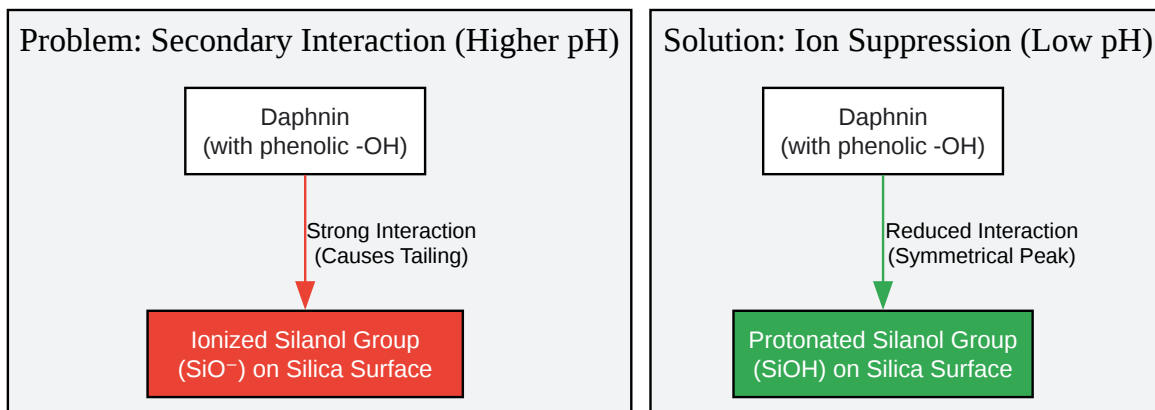 Problem: Secondary Interaction (Higher pH)
Daphnin
(with phenolic -OH)
Strong Interaction
(Causes Tailing)
Ionized Silanol Group
(SiO⁻) on Silica Surface
Solution: Ion Suppression (Low pH)
Daphnin
(with phenolic -OH)
Reduced Interaction
(Symmetrical Peak)
Protonated Silanol Group
(SiOH) on Silica Surface